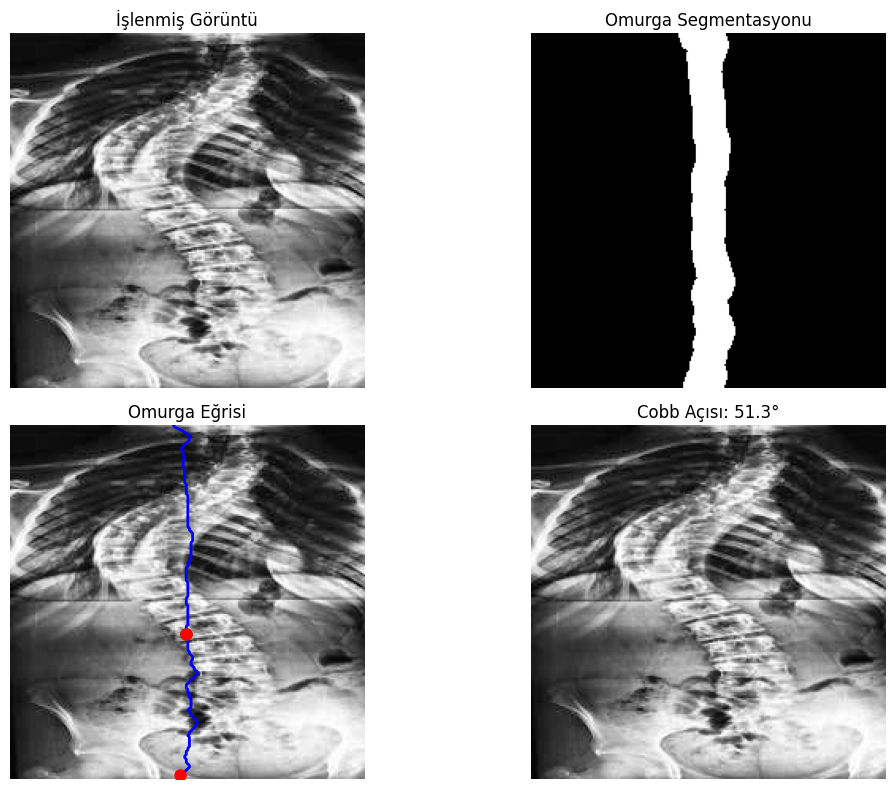 İşlenmiş Görüntü
Omurga Segmentasyonu
Omurga Eğrisi
Cobb Açısı: 51.3°